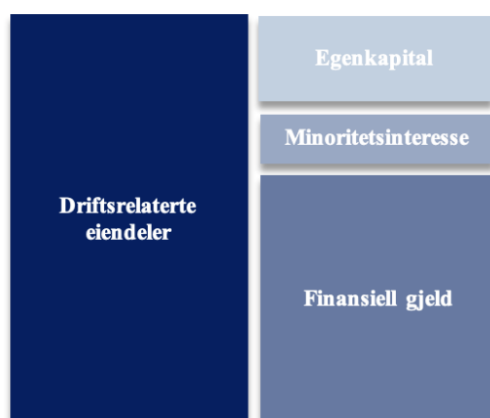 Driftsrelaterte
eiendeler
Egenkapital
Minoritetsinteresse
Finansiell gjeld